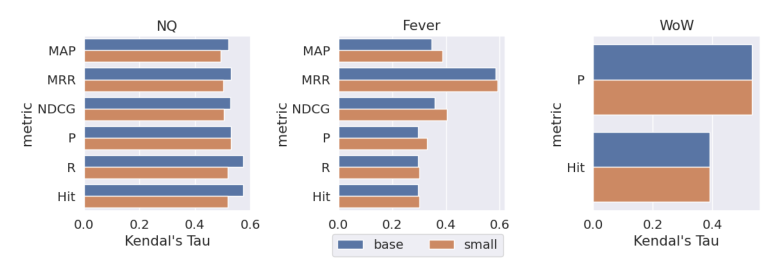 NQ
metric
MAP
MRR
NDCG
P
R
Hit
0.0 0.2 0.4 0.6
Kendal's Tau
Fever
metric
MAP
MRR
NDCG
P
R
Hit
0.0 0.2 0.4 0.6
Kendal's Tau
WoW
metric
P
Hit
0.0 0.2 0.4
Kendal's Tau
base small